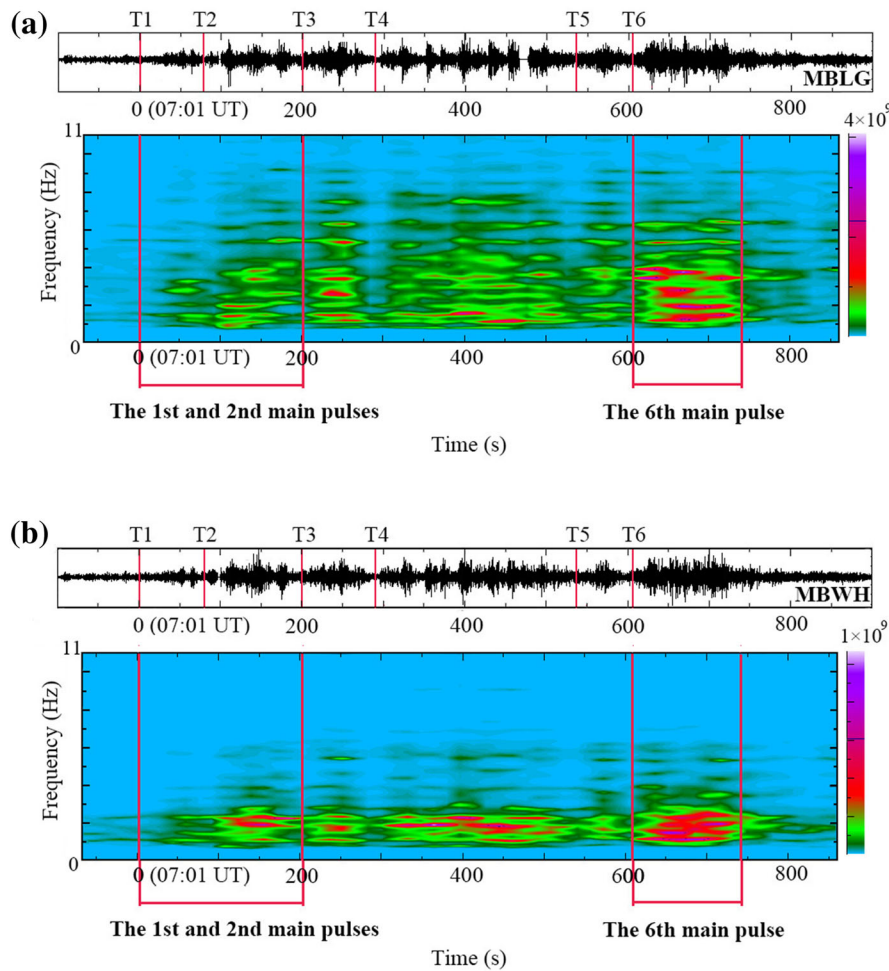 (a)
T1 T2 T3 T4 T5 T6
MBLG
0 (07:01 UT) 200 400 600 800
4×10⁹
11
Frequency (Hz)
0
0 (07:01 UT) 200 400 600 800
The 1st and 2nd main pulses The 6th main pulse
Time (s)
(b)
T1 T2 T3 T4 T5 T6
MBWH
0 (07:01 UT) 200 400 600 800
1×10⁹
11
Frequency (Hz)
0
0 (07:01 UT) 200 400 600 800
The 1st and 2nd main pulses The 6th main pulse
Time (s)